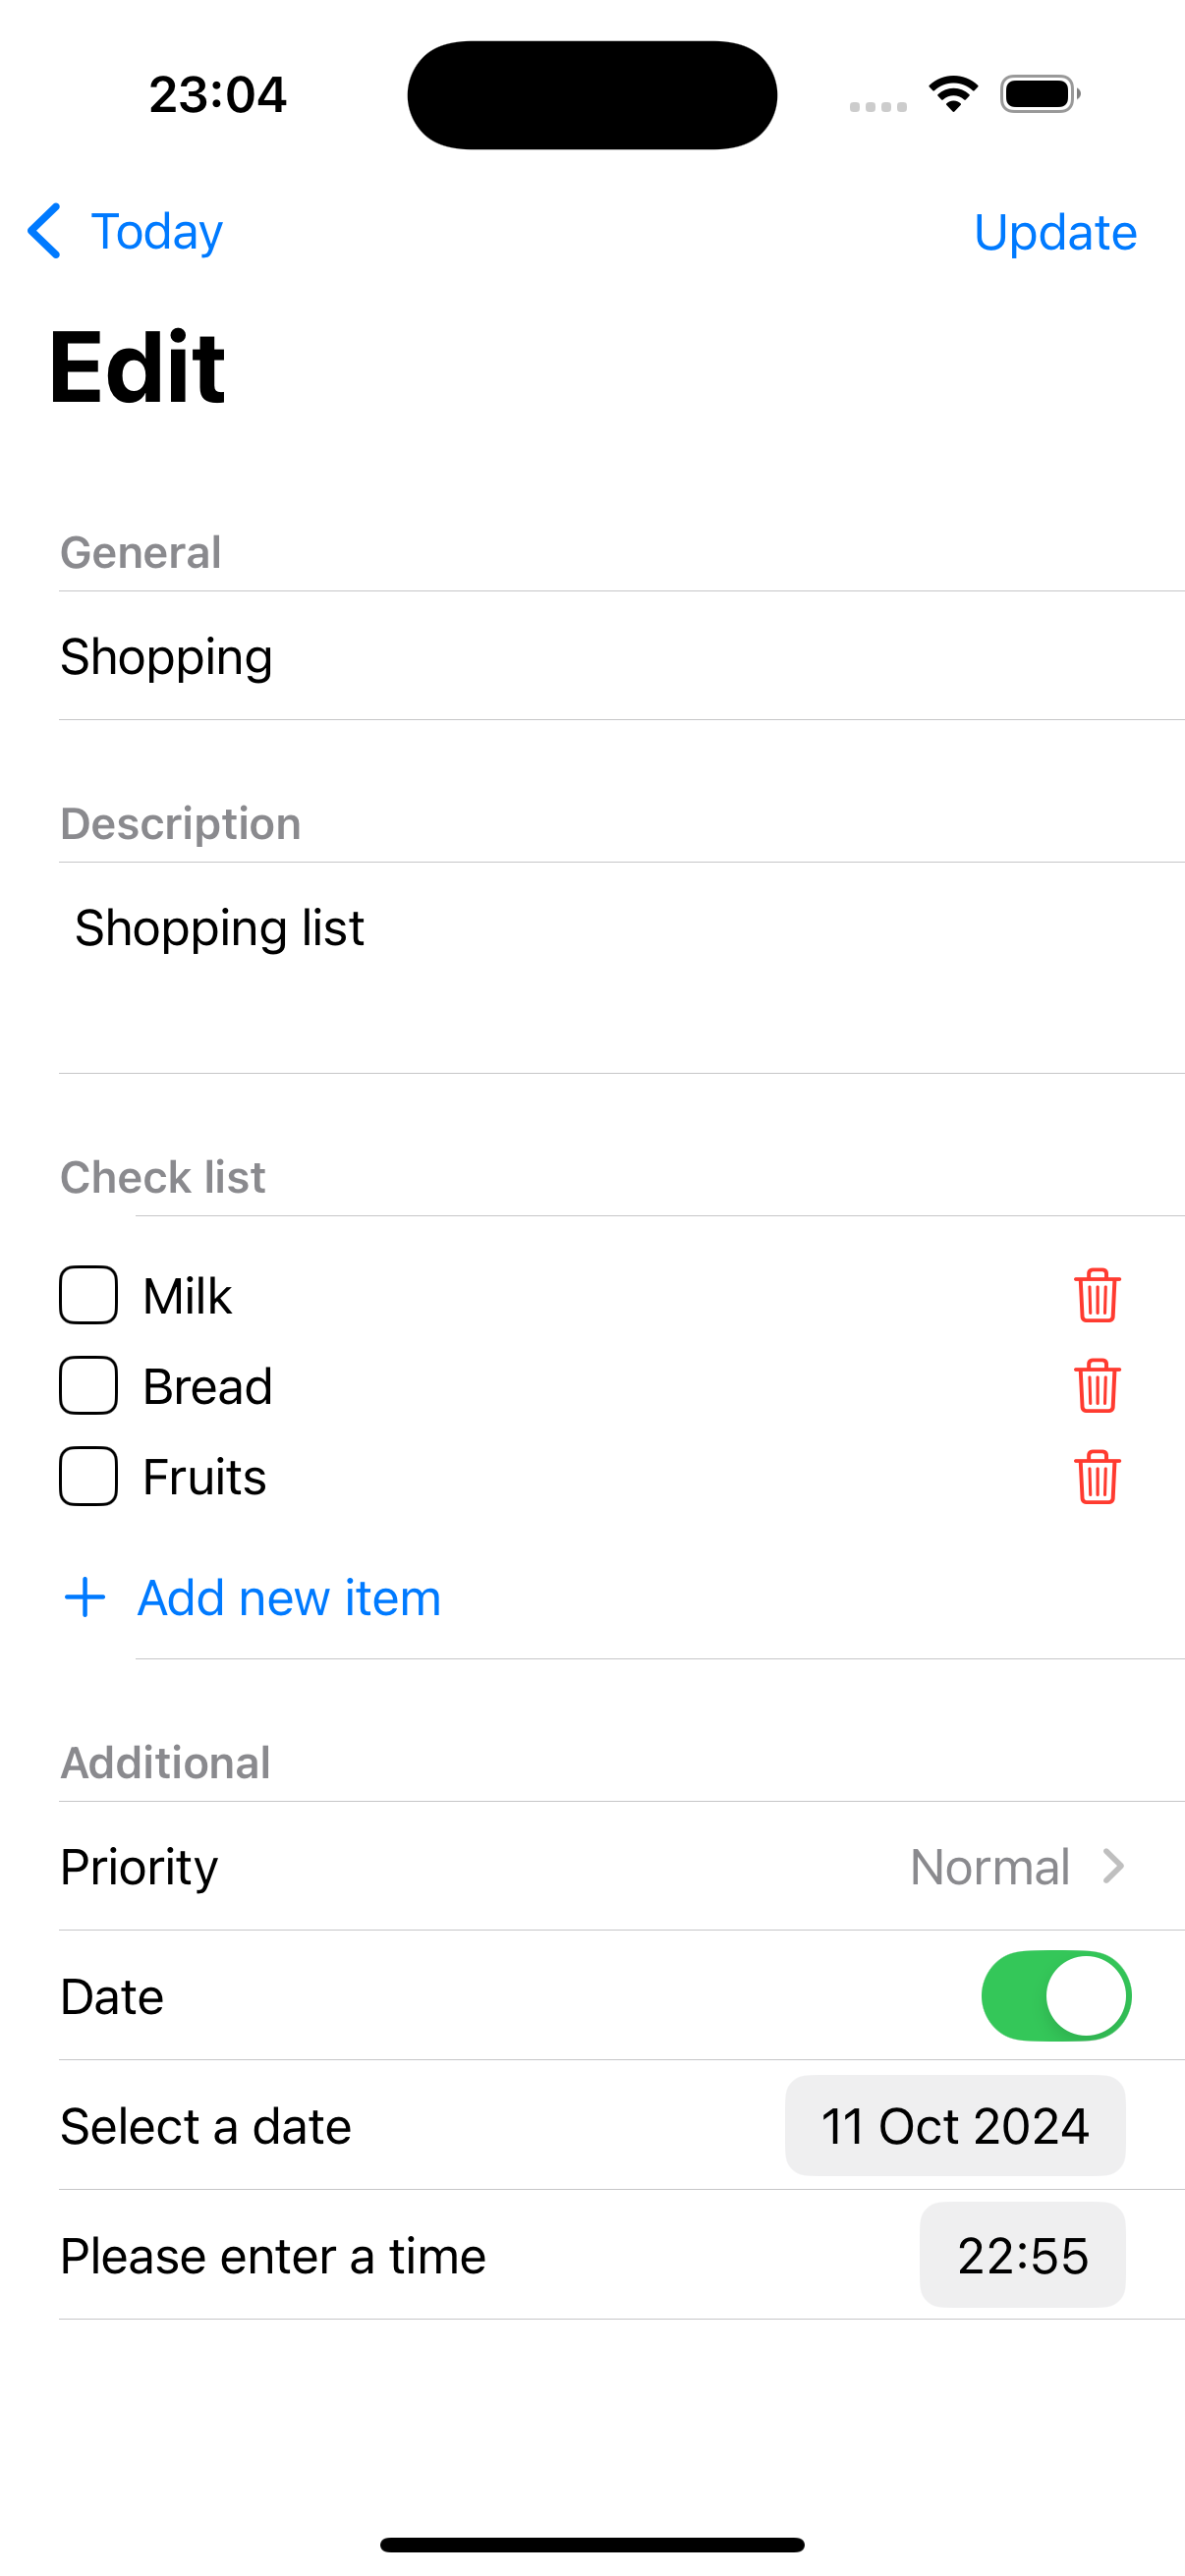 23:04
Today
Update
Edit
General
Shopping
Description
Shopping list
Check list
Milk
Bread
Fruits
Add new item
Additional
Priority Normal
Date
Select a date 11 Oct 2024
Please enter a time 22:55